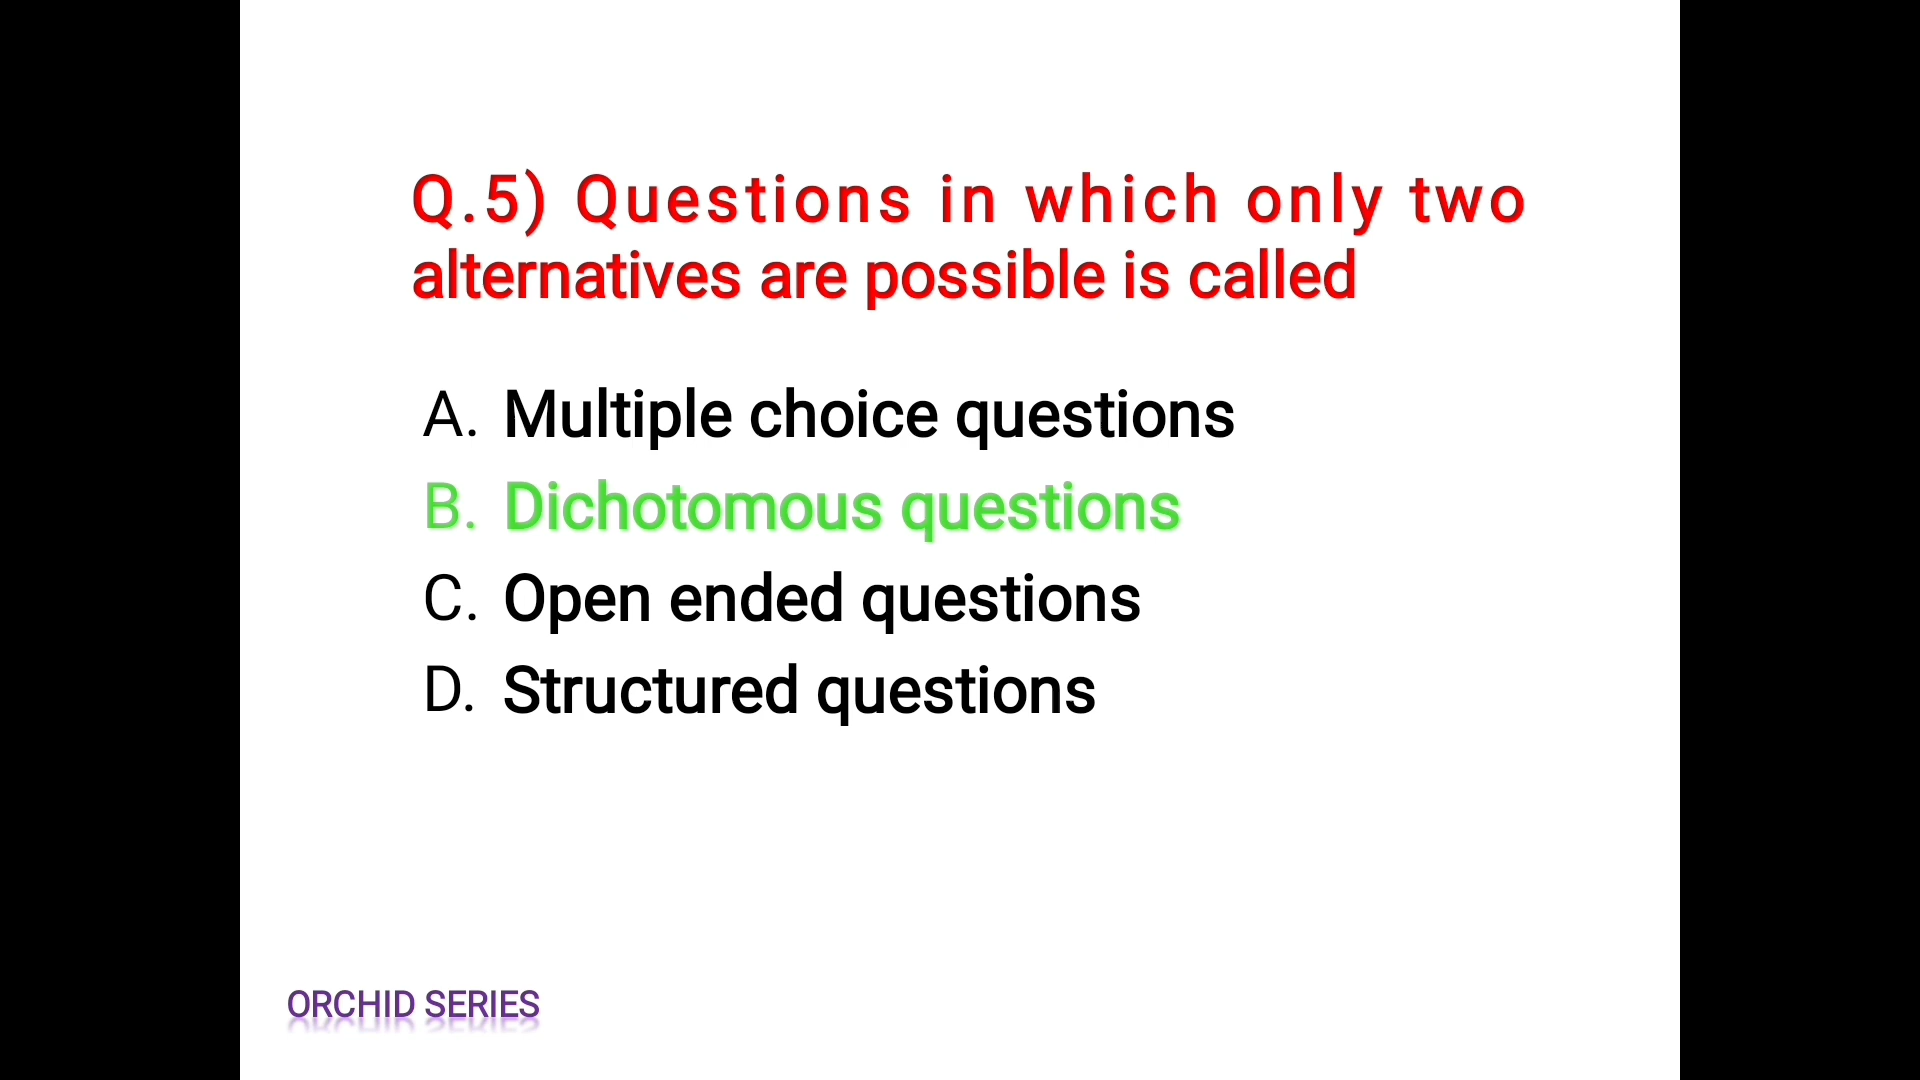 Q.5) Questions in which only two
alternatives are possible is called
A. Multiple choice questions
B. Dichotomous questions
C. Open ended questions
D. Structured questions
ORCHID SERIES